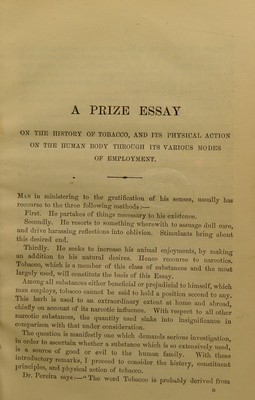 A PRIZE ESSAY
ON THE HISTORY OF TOBACCO, AND ITS PHYSICAL ACTION
ON THE HUMAN BODY THROUGH ITS VARIOUS MODES
OF EMPLOYMENT.
MAN in ministering to the gratification of his senses, usually has
recourse to the three following methods:—
First. He partakes of things necessary to his existence.
Secondly. He resorts to something wherewith to assuage dull care,
and drive harassing reflections into oblivion. Stimulants bring about
this desired end.
Thirdly. He seeks to increase his animal enjoyments, by making
an addition to his natural desires. Hence recourse to narcotics.
Tobacco, which is a member of this class of substances and the most
largely used, will constitute the basis of this Essay.
Among all substances either beneficial or prejudicial to himself, which
man employs, tobacco cannot be said to hold a position second to any.
This herb is used to an extraordinary extent at home and abroad,
chiefly on account of its narcotic influence. With respect to all other
narcotic substances, the quantity used sinks into insignificance in
comparison with that under consideration.
The question is manifestly one which demands serious investigation,
in order to ascertain whether a substance which is so extensively used,
is a source of good or evil to the human family. With these
introductory remarks, I proceed to consider the history, constituent
principles, and physical action of tobacco.
Dr. Pereira says:—"The word Tobacco is probably derived from
B